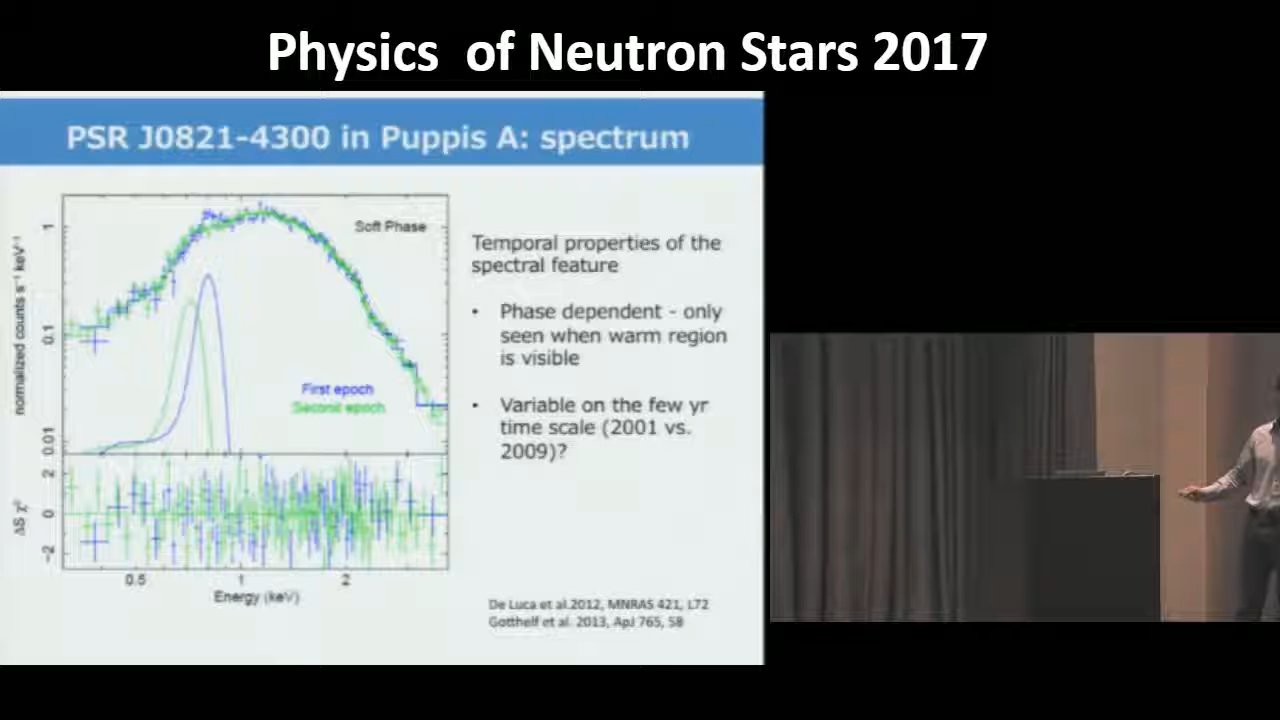 Physics of Neutron Stars 2017
PSR J0821-4300 in Puppis A: spectrum
Soft Phase
First epoch
Second epoch
normalized counts s⁻¹ keV⁻¹
1
0.1
0.01
ΔS χ²
2
0
−2
0.5
1
2
Energy (keV)
Temporal properties of the
spectral feature
• Phase dependent - only
seen when warm region
is visible
• Variable on the few yr
time scale (2001 vs.
2009)?
De Luca et al.2012, MNRAS 421, L72
Gotthelf et al. 2013, ApJ 765, 58